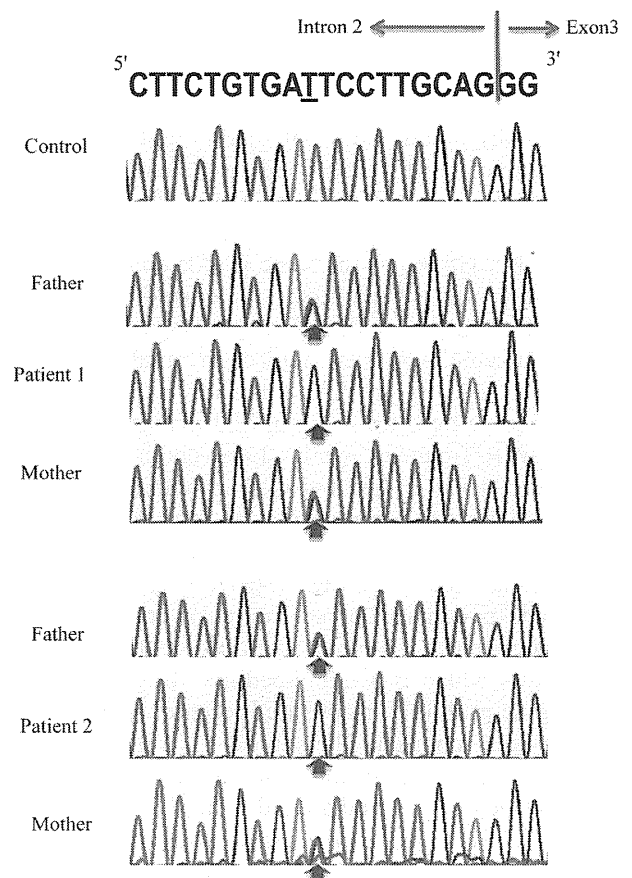 Intron 2 Exon3
5' 3'
CTTCTGTGATTCCTTGCAGGG
Control
Father
Patient 1
Mother
Father
Patient 2
Mother